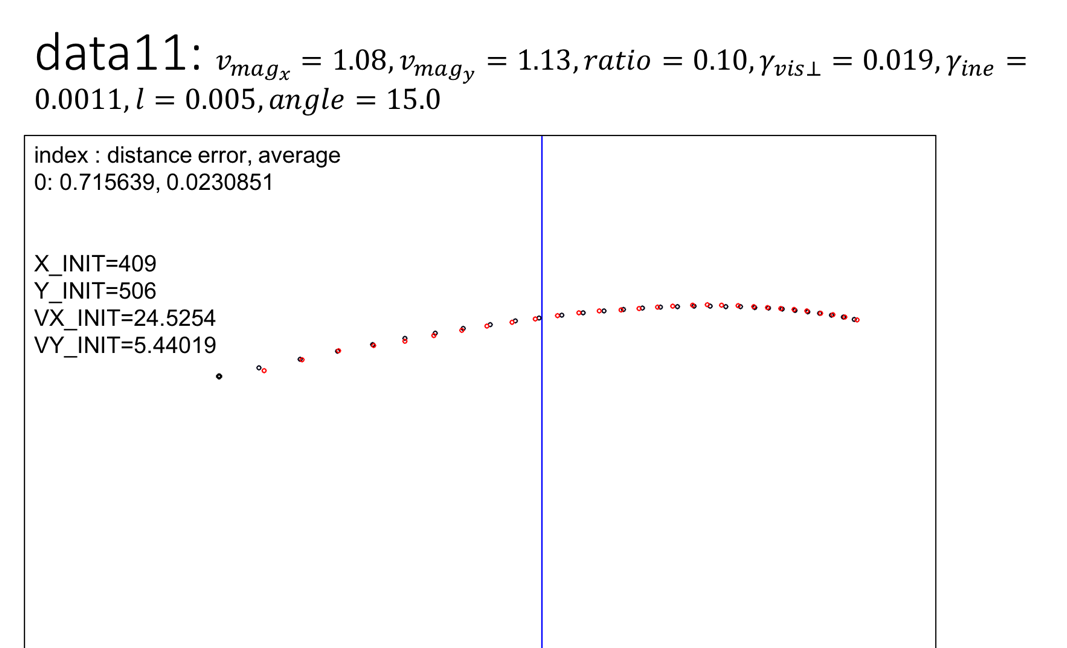 data11: v_{mag_x} = 1.08, v_{mag_y} = 1.13, ratio = 0.10, γ_{vis⊥} = 0.019, γ_{ine} =
0.0011, l = 0.005, angle = 15.0
index : distance error, average
0: 0.715639, 0.0230851
X_INIT=409
Y_INIT=506
VX_INIT=24.5254
VY_INIT=5.44019